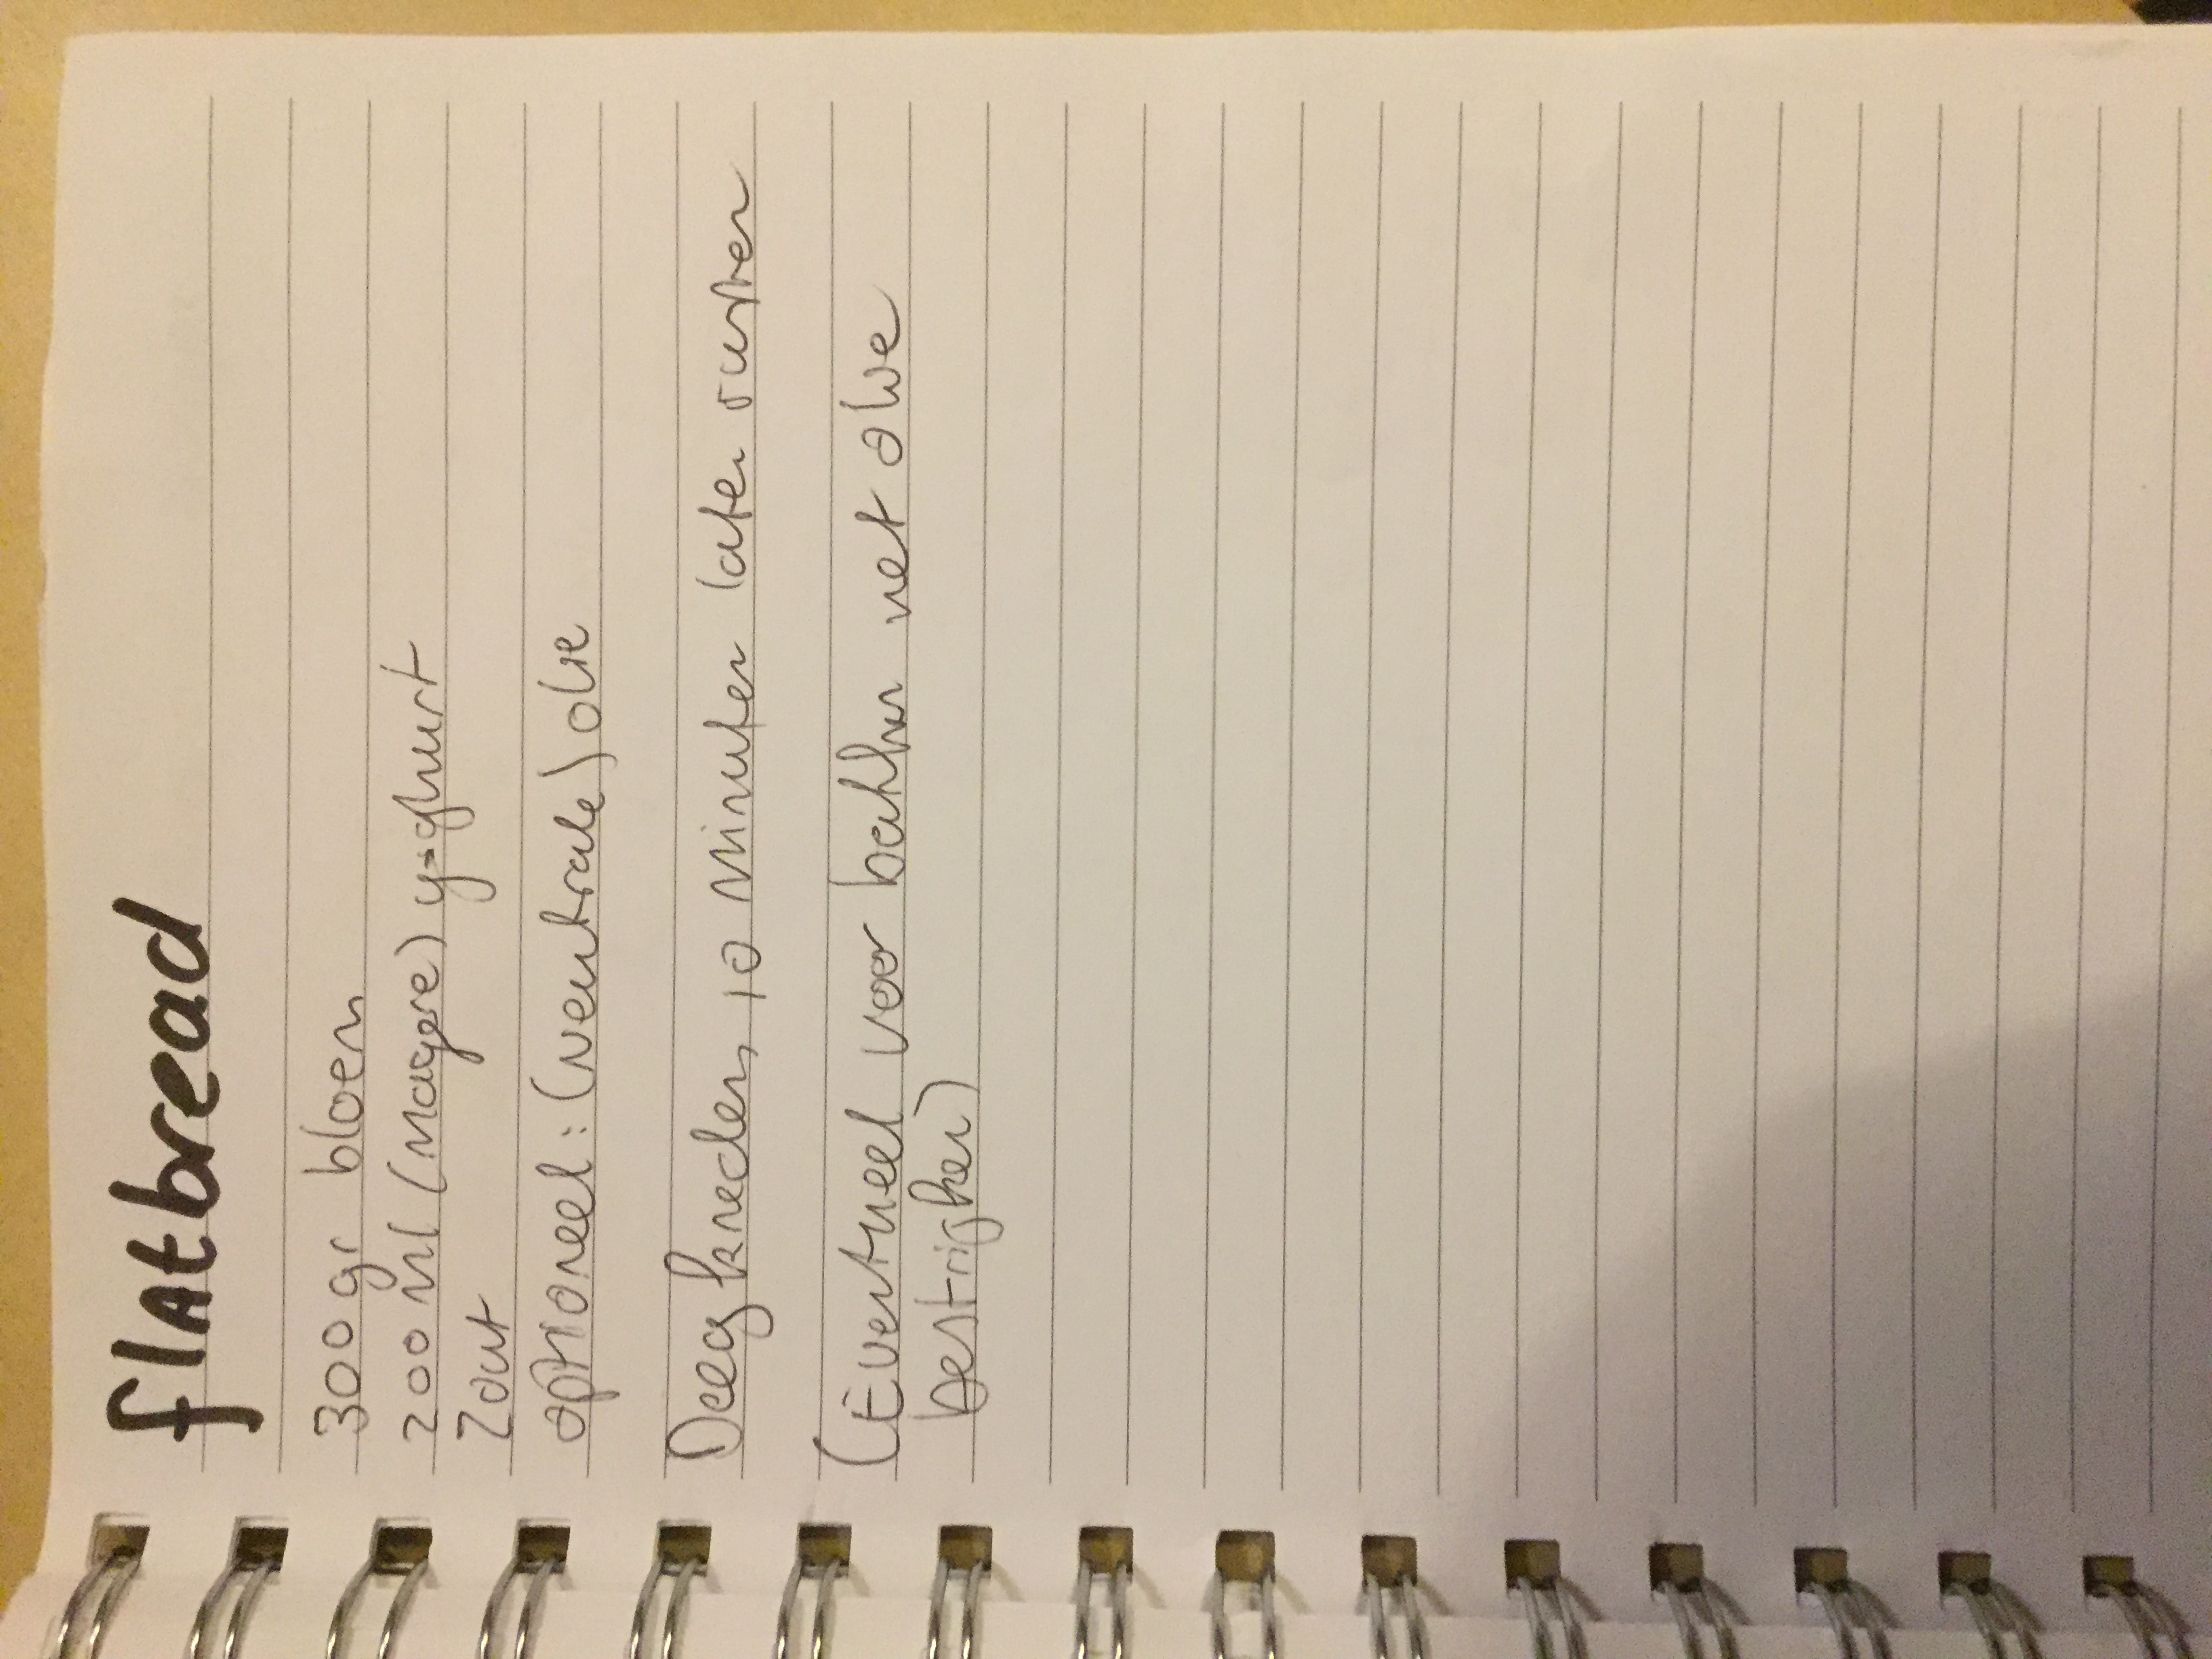 flAtbread
300 gr bloem
200 ml (magere) yoghurt
Zout
optioneel: (neutrale) olie
Deeg kneden, 10 minuten laten rusten
(Eventueel voor bakken met olie
bestrijken)